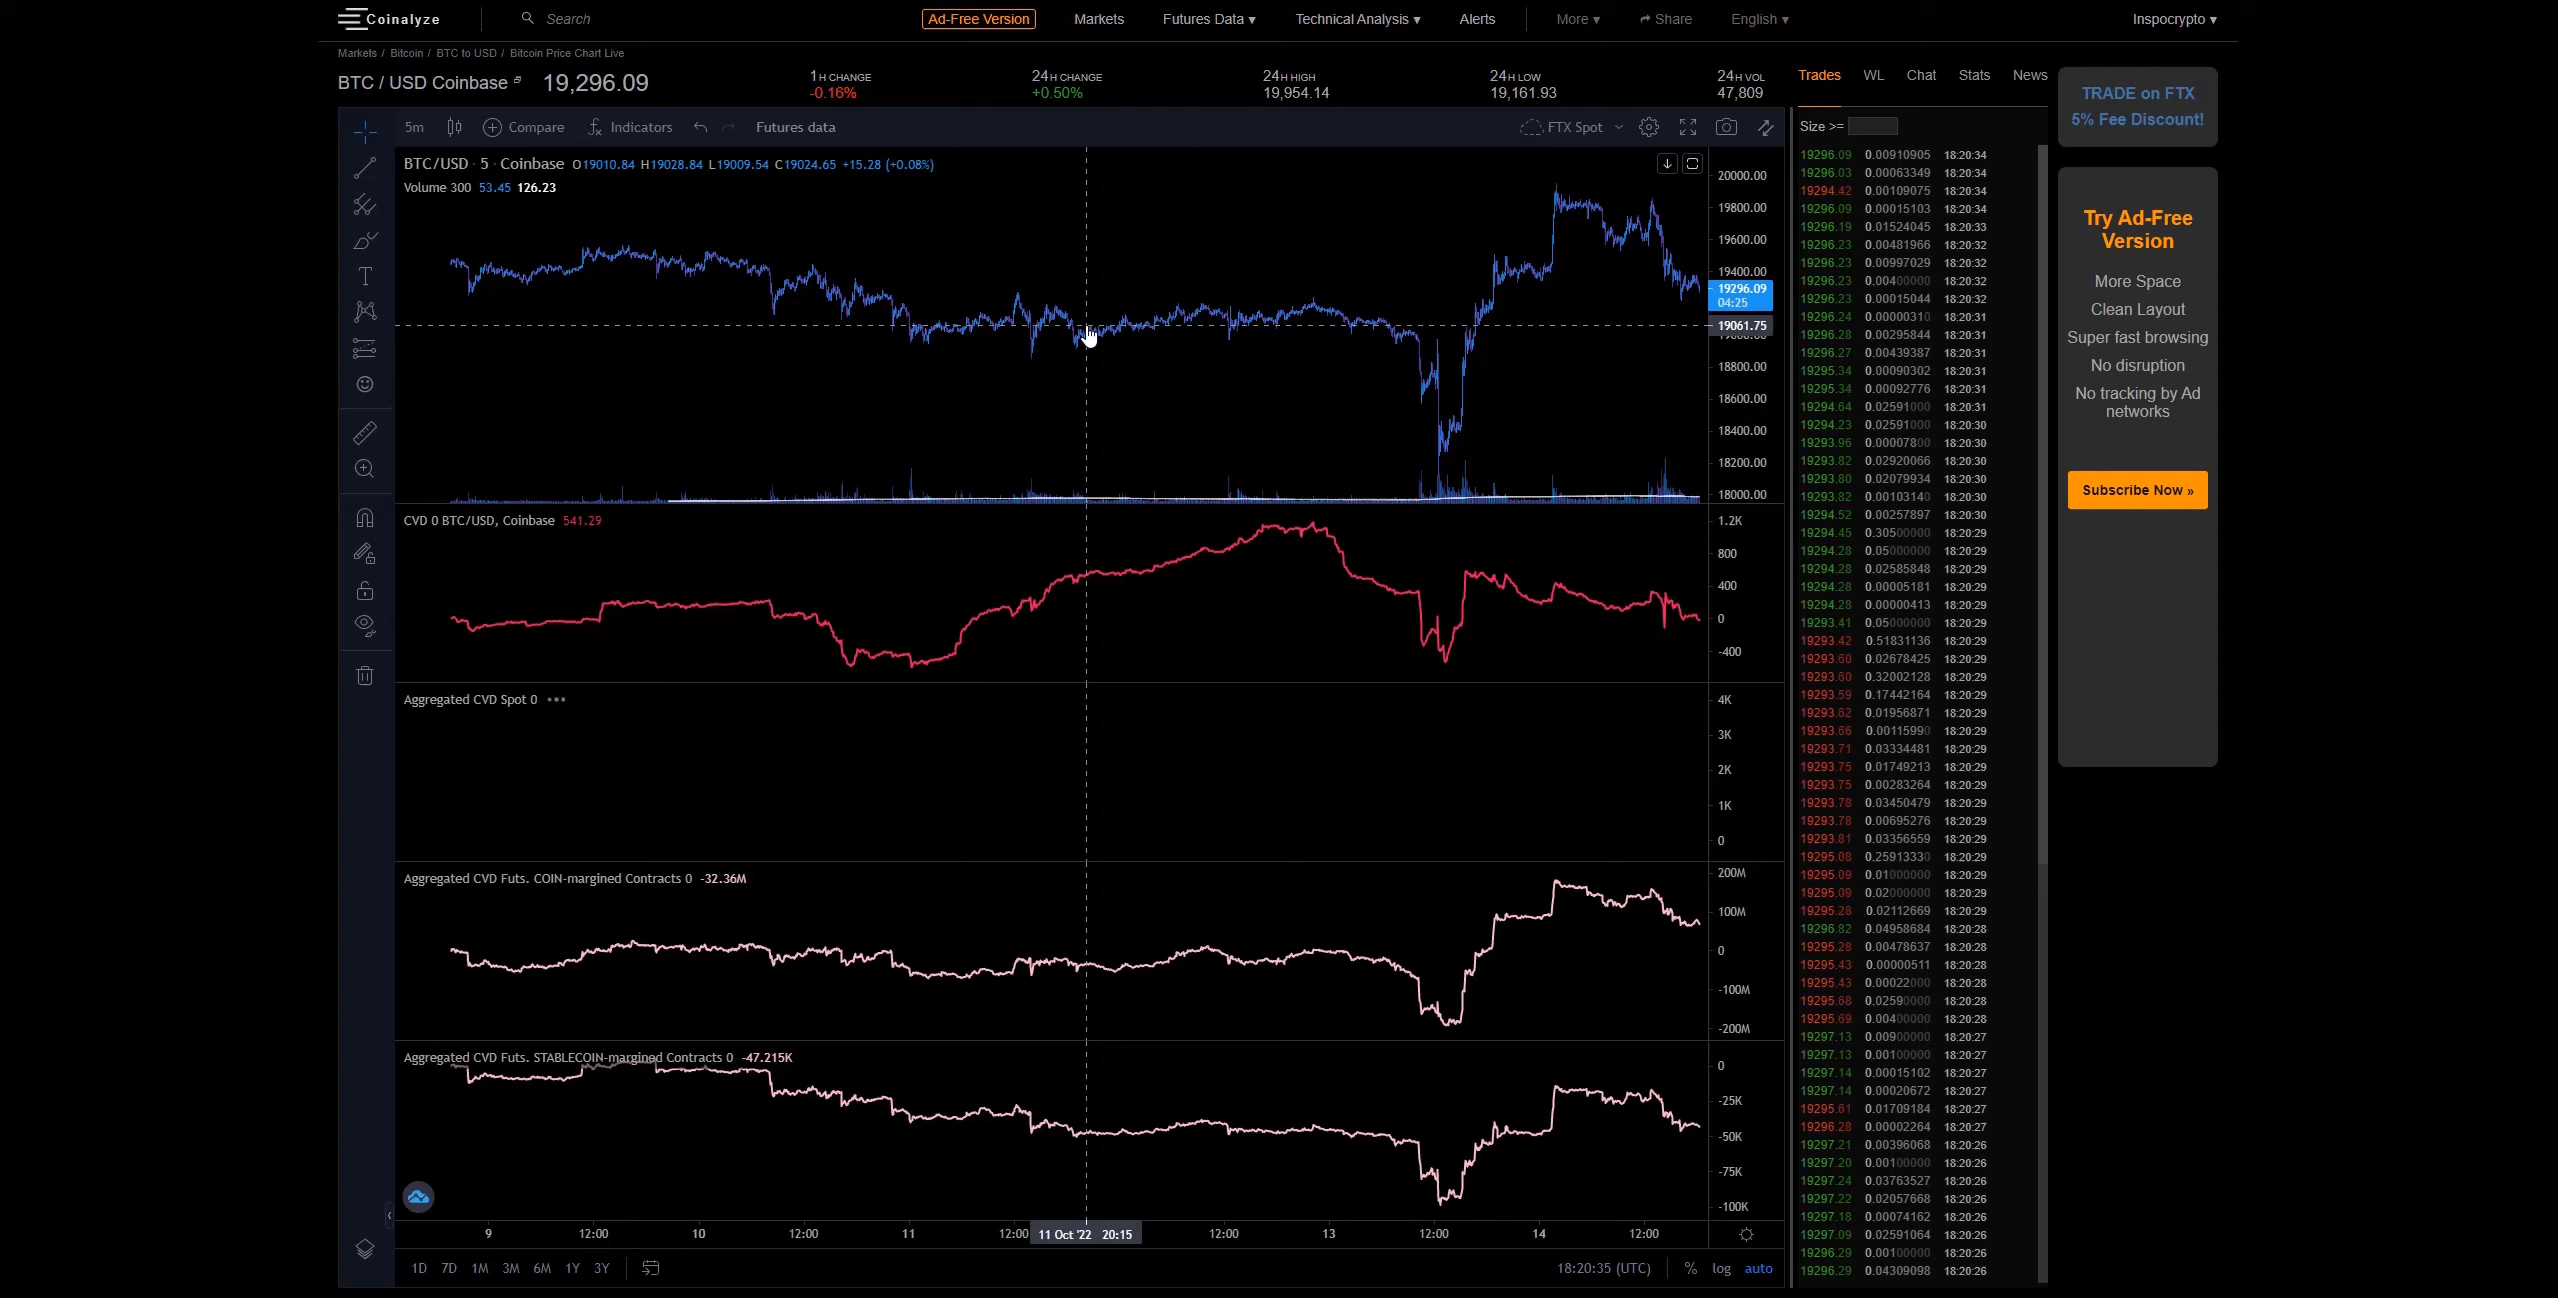 Coinalyze
Search
Ad-Free Version
Markets
Futures Data ▾
Technical Analysis ▾
Alerts
More ▾
Share
English ▾
Inspocrypto ▾
Markets / Bitcoin / BTC to USD / Bitcoin Price Chart Live
BTC / USD Coinbase 19,296.09
1H CHANGE
-0.16%
24H CHANGE
+0.50%
24H HIGH
19,954.14
24H LOW
19,161.93
24H VOL
47,809
5m
Compare
Indicators
Futures data
FTX Spot
BTC/USD · 5 · Coinbase O19010.84 H19028.84 L19009.54 C19024.65 +15.28 (+0.08%)
Volume 300 53.45 126.23
20000.00
19800.00
19600.00
19400.00
19296.09
04:25
19061.75
18800.00
18600.00
18400.00
18200.00
18000.00
CVD 0 BTC/USD, Coinbase 541.29
1.2K
800
400
0
-400
Aggregated CVD Spot 0
4K
3K
2K
1K
0
Aggregated CVD Futs. COIN-margined Contracts 0 -32.36M
200M
100M
0
-100M
-200M
Aggregated CVD Futs. STABLECOIN-margined Contracts 0 -47.215K
0
-25K
-50K
-75K
-100K
9 12:00 10 12:00 11 12:00 11 Oct '22 20:15 12:00 13 12:00 14 12:00
1D 7D 1M 3M 6M 1Y 3Y
18:20:35 (UTC) % log auto
Trades WL Chat Stats News
Size >=
19296.09 0.00910905 18:20:34
19296.03 0.00063349 18:20:34
19294.42 0.00109075 18:20:34
19296.09 0.00015103 18:20:34
19296.19 0.01524045 18:20:33
19296.23 0.00481966 18:20:32
19296.23 0.00997029 18:20:32
19296.23 0.00400000 18:20:32
19296.23 0.00015044 18:20:32
19296.24 0.00000310 18:20:31
19296.28 0.00295844 18:20:31
19296.27 0.00439387 18:20:31
19295.34 0.00090302 18:20:31
19295.34 0.00092776 18:20:31
19294.64 0.02591000 18:20:31
19294.23 0.02591000 18:20:30
19293.96 0.00007800 18:20:30
19293.82 0.02920066 18:20:30
19293.80 0.02079934 18:20:30
19293.82 0.00103140 18:20:30
19294.52 0.00257897 18:20:30
19294.45 0.30500000 18:20:29
19294.28 0.05000000 18:20:29
19294.28 0.02585848 18:20:29
19294.28 0.00005181 18:20:29
19294.28 0.00000413 18:20:29
19293.41 0.05000000 18:20:29
19293.42 0.51831136 18:20:29
19293.60 0.02678425 18:20:29
19293.60 0.32002128 18:20:29
19293.59 0.17442164 18:20:29
19293.62 0.01956871 18:20:29
19293.66 0.00115990 18:20:29
19293.71 0.03334481 18:20:29
19293.75 0.01749213 18:20:29
19293.75 0.00283264 18:20:29
19293.78 0.03450479 18:20:29
19293.78 0.00695276 18:20:29
19293.81 0.03356559 18:20:29
19295.08 0.25913330 18:20:29
19295.09 0.01000000 18:20:29
19295.09 0.02000000 18:20:29
19295.28 0.02112669 18:20:29
19296.82 0.04958684 18:20:28
19295.28 0.00478637 18:20:28
19295.43 0.00000511 18:20:28
19295.43 0.00022000 18:20:28
19295.68 0.02590000 18:20:28
19295.69 0.00400000 18:20:28
19297.13 0.00900000 18:20:27
19297.13 0.00100000 18:20:27
19297.14 0.00015102 18:20:27
19297.14 0.00020672 18:20:27
19295.61 0.01709184 18:20:27
19296.28 0.00002264 18:20:27
19297.21 0.00396068 18:20:26
19297.20 0.00100000 18:20:26
19297.24 0.03763527 18:20:26
19297.22 0.02057668 18:20:26
19297.18 0.00074162 18:20:26
19297.09 0.02591064 18:20:26
19296.29 0.00100000 18:20:26
19296.29 0.04309098 18:20:26
TRADE on FTX
5% Fee Discount!
Try Ad-Free
Version
More Space
Clean Layout
Super fast browsing
No disruption
No tracking by Ad
networks
Subscribe Now »